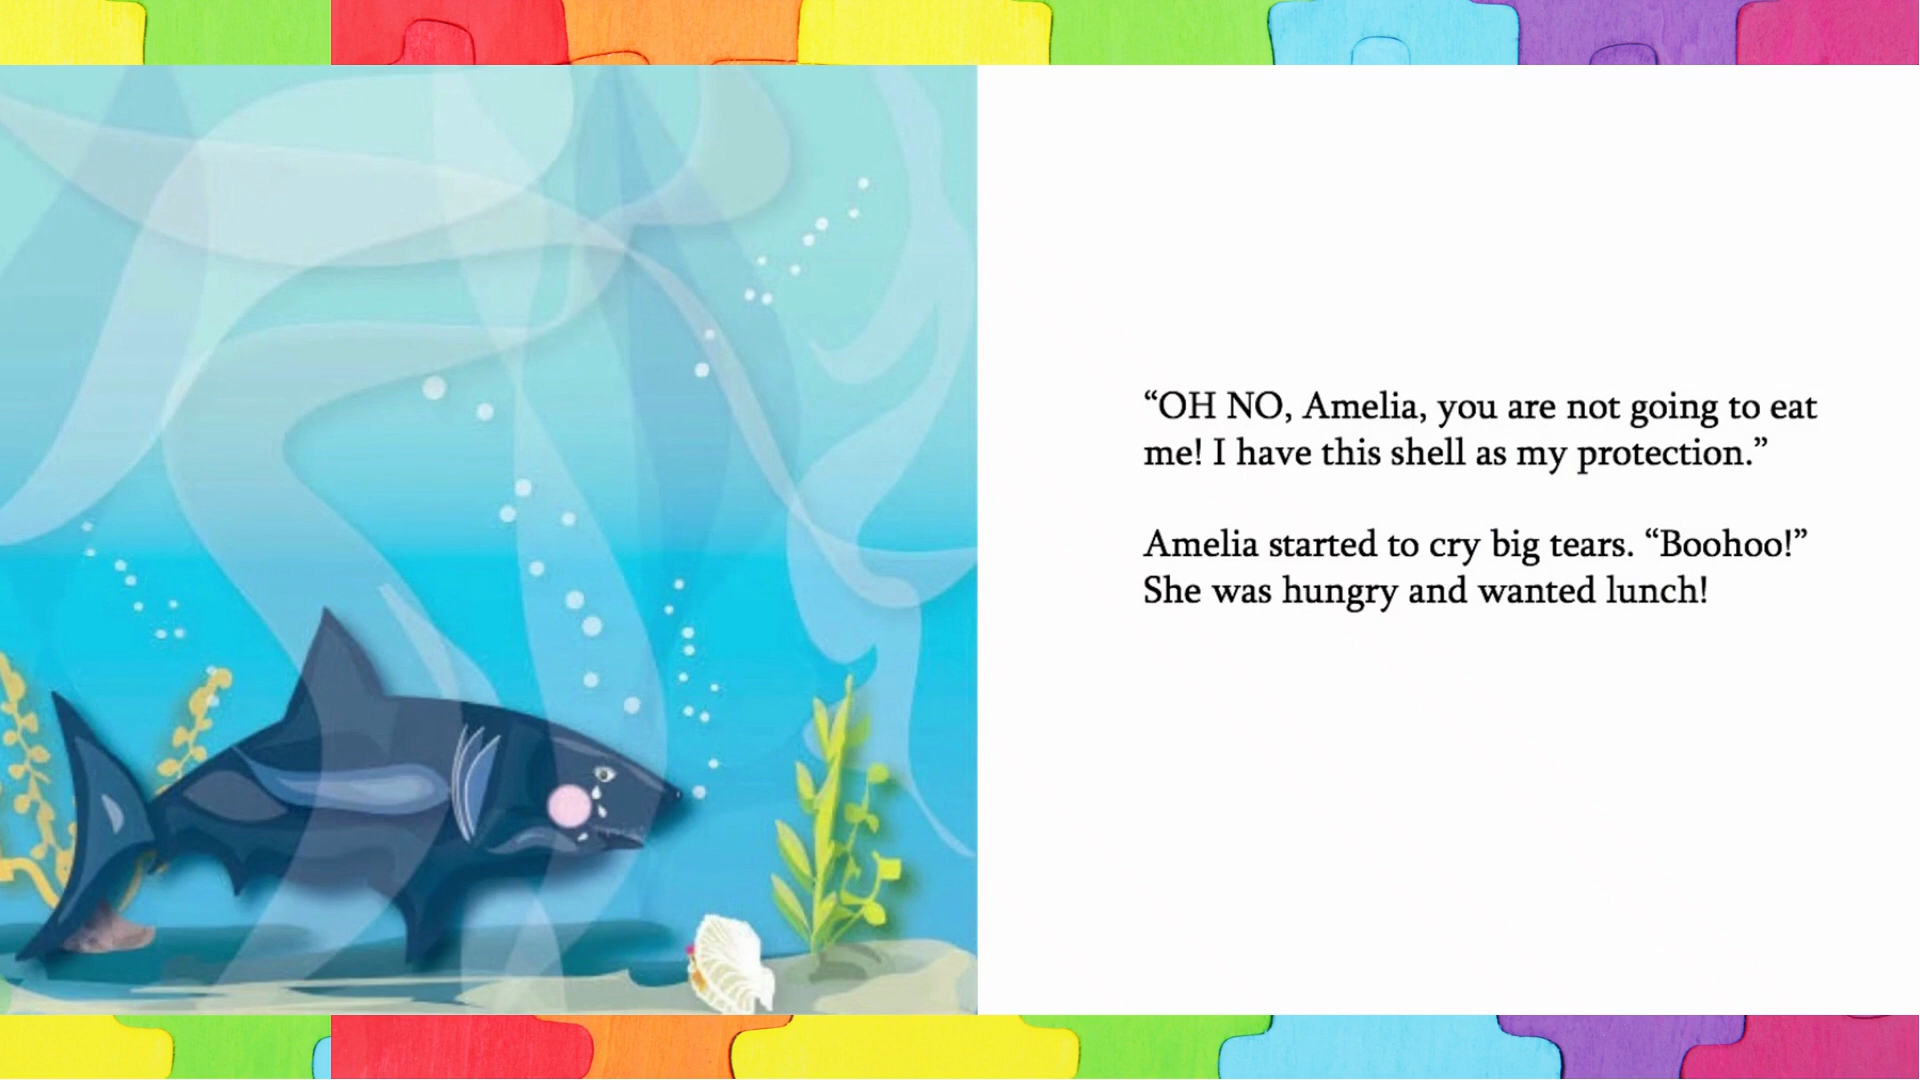 “OH NO, Amelia, you are not going to eat
me! I have this shell as my protection.”
Amelia started to cry big tears. “Boohoo!”
She was hungry and wanted lunch!